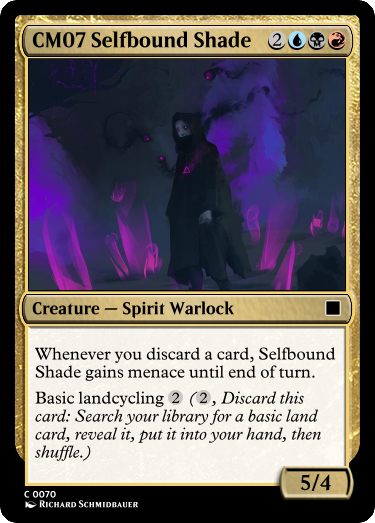 CM07 Selfbound Shade 2
Creature — Spirit Warlock
Whenever you discard a card, Selfbound
Shade gains menace until end of turn.
Basic landcycling 2 (2, Discard this
card: Search your library for a basic land
card, reveal it, put it into your hand, then
shuffle.)
5/4
C 0070
Richard Schmidbauer